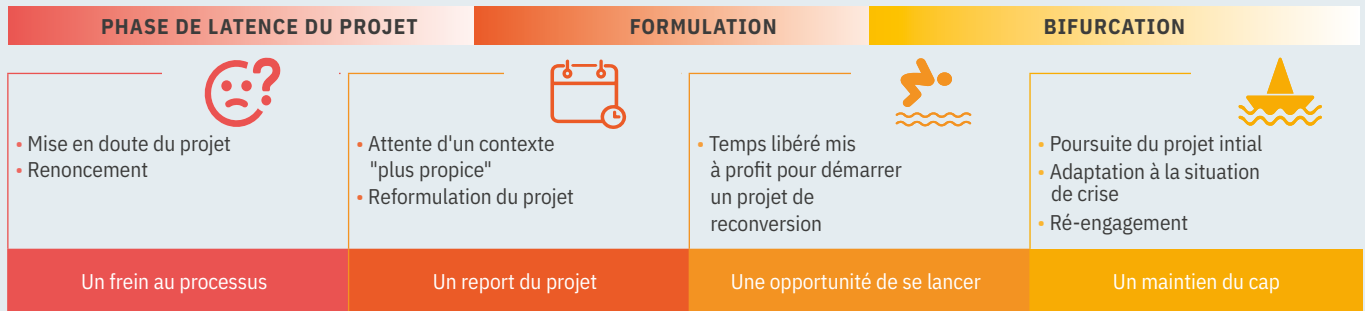 PHASE DE LATENCE DU PROJET
FORMULATION
BIFURCATION
• Mise en doute du projet
• Renoncement
• Attente d'un contexte
"plus propice"
• Reformulation du projet
• Temps libéré mis
à profit pour démarrer
un projet de
reconversion
• Poursuite du projet intial
• Adaptation à la situation
de crise
• Ré-engagement
Un frein au processus
Un report du projet
Une opportunité de se lancer
Un maintien du cap